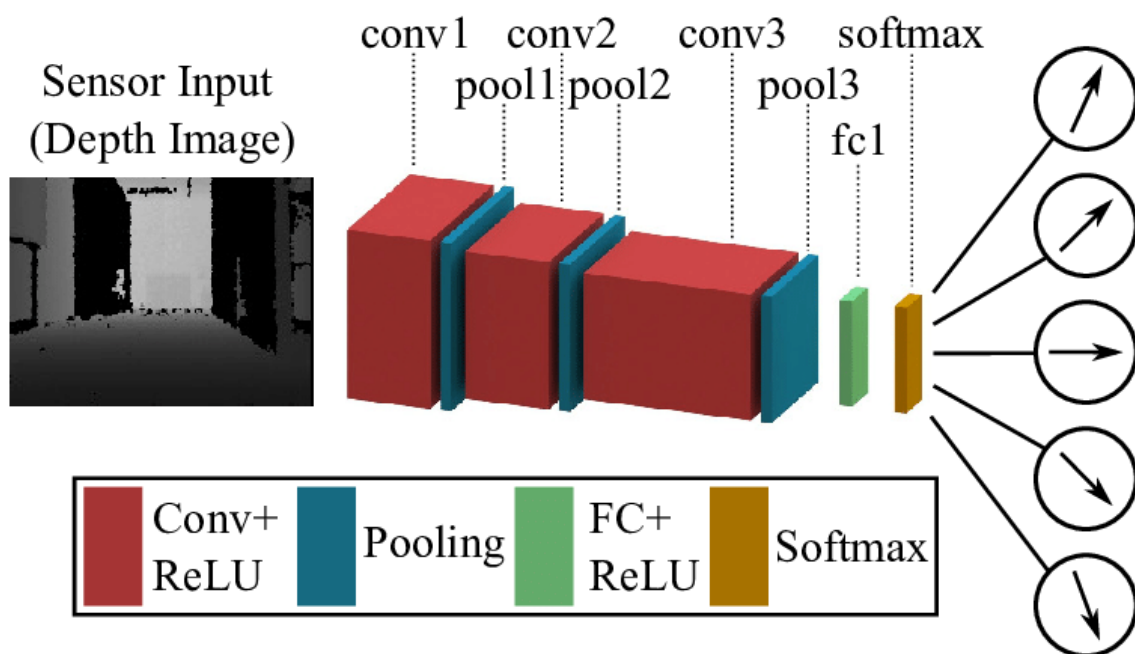 conv1
conv2
conv3
softmax
pool1
pool2
pool3
fc1
Sensor Input
(Depth Image)
Conv+
ReLU
Pooling
FC+
ReLU
Softmax